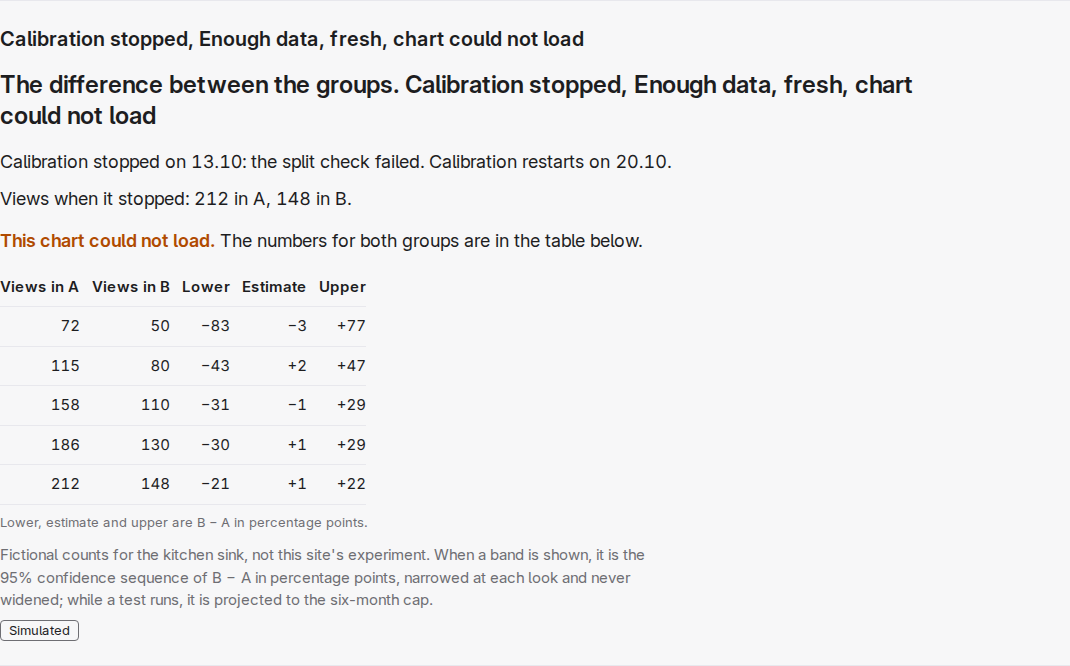 Calibration stopped, Enough data, fresh, chart could not load
The difference between the groups. Calibration stopped, Enough data, fresh, chart
could not load
Calibration stopped on 13.10: the split check failed. Calibration restarts on 20.10.
Views when it stopped: 212 in A, 148 in B.
This chart could not load. The numbers for both groups are in the table below.
Views in A Views in B Lower Estimate Upper
72 50 −83 −3 +77
115 80 −43 +2 +47
158 110 −31 −1 +29
186 130 −30 +1 +29
212 148 −21 +1 +22
Lower, estimate and upper are B − A in percentage points.
Fictional counts for the kitchen sink, not this site's experiment. When a band is shown, it is the
95% confidence sequence of B − A in percentage points, narrowed at each look and never
widened; while a test runs, it is projected to the six-month cap.
Simulated